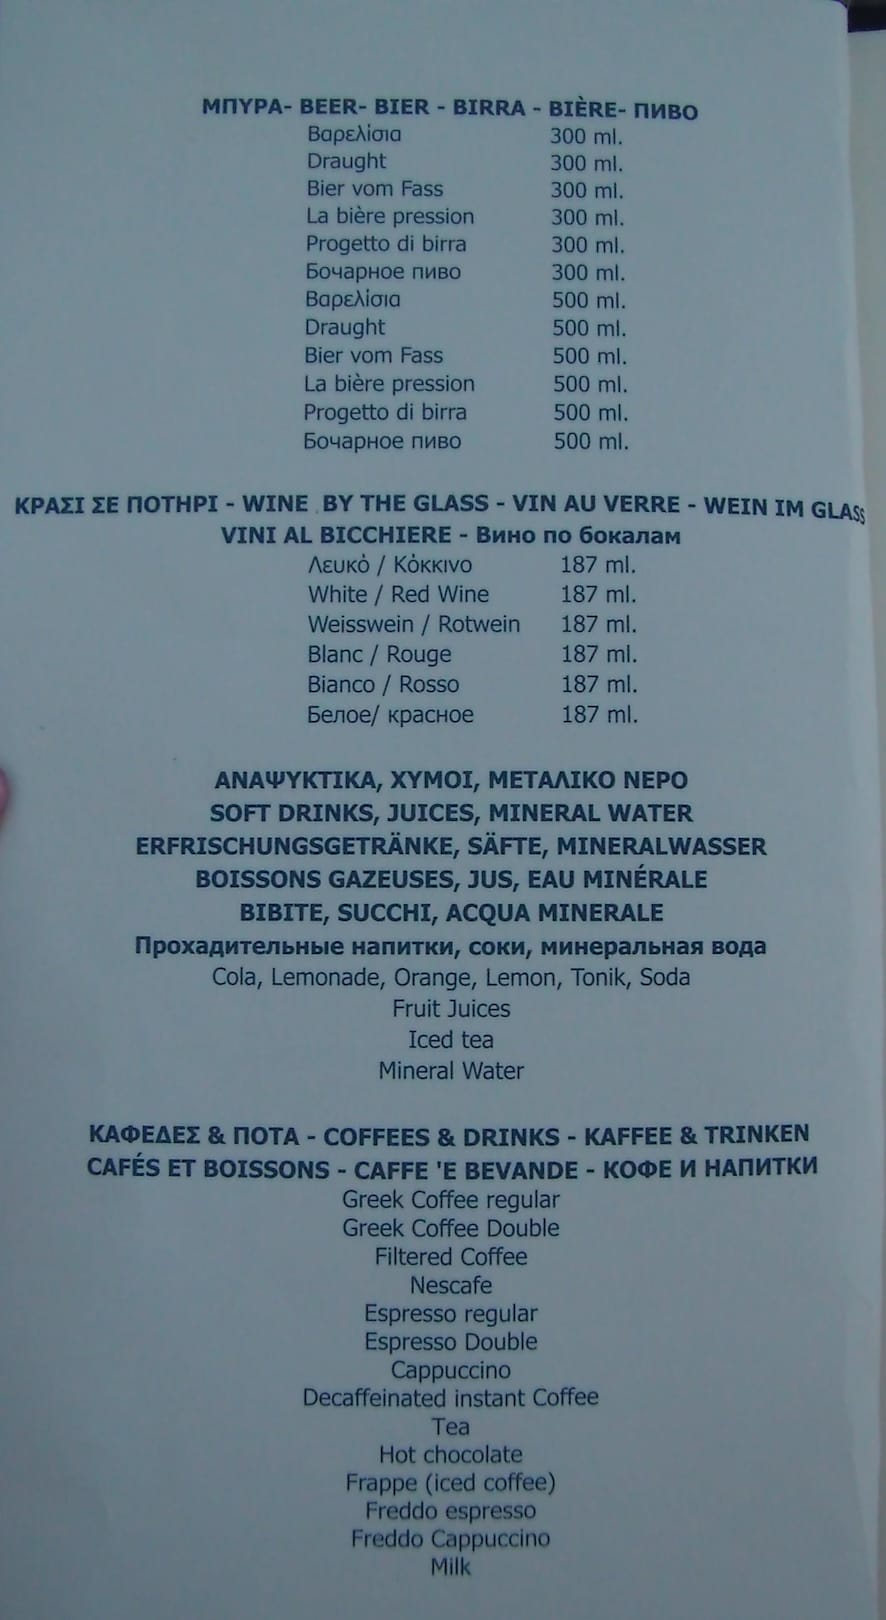 ΜΠΥΡΑ- BEER- BIER - BIRRA - BIÈRE- ПИВО
Βαρελίσια 300 ml.
Draught 300 ml.
Bier vom Fass 300 ml.
La bière pression 300 ml.
Progetto di birra 300 ml.
Бочарное пиво 300 ml.
Βαρελίσια 500 ml.
Draught 500 ml.
Bier vom Fass 500 ml.
La bière pression 500 ml.
Progetto di birra 500 ml.
Бочарное пиво 500 ml.
ΚΡΑΣΙ ΣΕ ΠΟΤΗΡΙ - WINE BY THE GLASS - VIN AU VERRE - WEIN IM GLASS
VINI AL BICCHIERE - Вино по бокалам
Λευκό / Κόκκινο 187 ml.
White / Red Wine 187 ml.
Weisswein / Rotwein 187 ml.
Blanc / Rouge 187 ml.
Bianco / Rosso 187 ml.
Белое/ красное 187 ml.
ΑΝΑΨΥΚΤΙΚΑ, ΧΥΜΟΙ, ΜΕΤΑΛΙΚΟ ΝΕΡΟ
SOFT DRINKS, JUICES, MINERAL WATER
ERFRISCHUNGSGETRÄNKE, SÄFTE, MINERALWASSER
BOISSONS GAZEUSES, JUS, EAU MINÉRALE
BIBITE, SUCCHI, ACQUA MINERALE
Прохадительные напитки, соки, минеральная вода
Cola, Lemonade, Orange, Lemon, Tonik, Soda
Fruit Juices
Iced tea
Mineral Water
ΚΑΦΕΔΕΣ & ΠΟΤΑ - COFFEES & DRINKS - KAFFEE & TRINKEN
CAFÉS ET BOISSONS - CAFFE 'E BEVANDE - КОФЕ И НАПИТКИ
Greek Coffee regular
Greek Coffee Double
Filtered Coffee
Nescafe
Espresso regular
Espresso Double
Cappuccino
Decaffeinated instant Coffee
Tea
Hot chocolate
Frappe (iced coffee)
Freddo espresso
Freddo Cappuccino
Milk